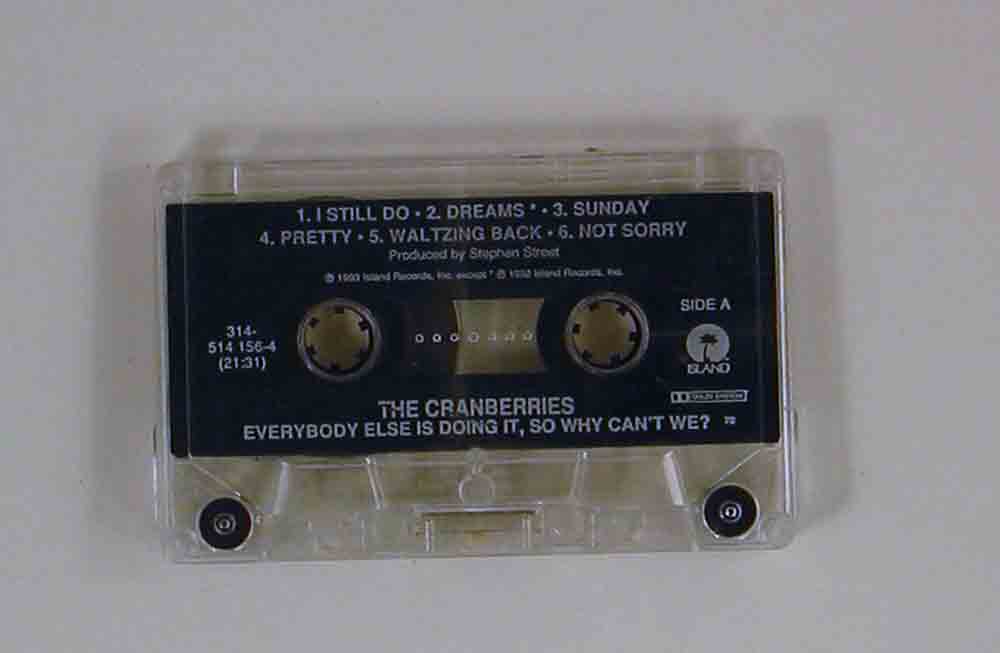 1. I STILL DO • 2. DREAMS * • 3. SUNDAY
4. PRETTY • 5. WALTZING BACK • 6. NOT SORRY
Produced by Stephen Street
℗ 1993 Island Records, Inc. except * ℗ 1992 Island Records, Inc.
SIDE A
314-
514 156-4
(21:31)
ISLAND
DOLBY SYSTEM
THE CRANBERRIES
EVERYBODY ELSE IS DOING IT, SO WHY CAN'T WE?